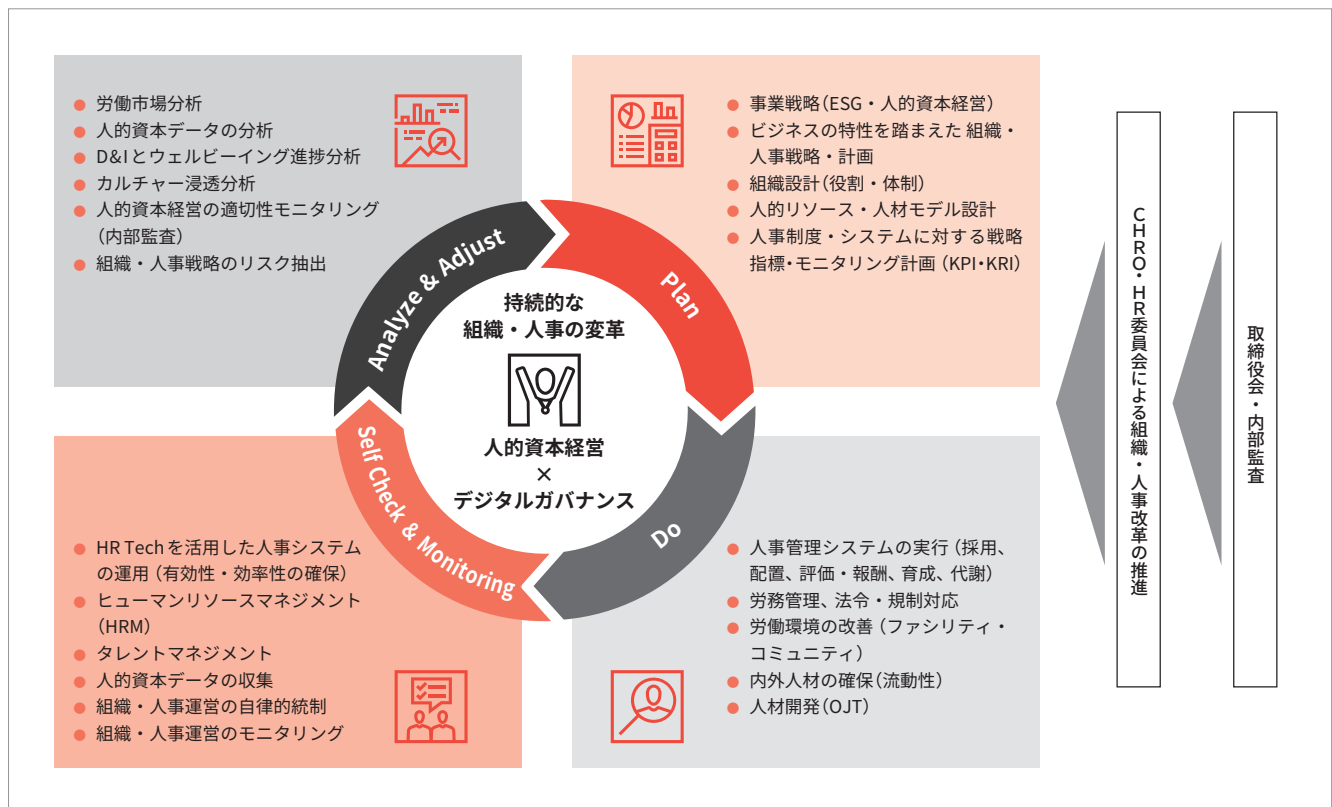 労働市場分析
人的資本データの分析
D&Iとウェルビーイング進捗分析
カルチャー浸透分析
人的資本経営の適切性モニタリング
（内部監査）
組織・人事戦略のリスク抽出
事業戦略（ESG・人的資本経営）
ビジネスの特性を踏まえた 組織・
人事戦略・計画
組織設計（役割・体制）
人的リソース・人材モデル設計
人事制度・システムに対する戦略
指標・モニタリング計画（KPI・KRI）
Analyze & Adjust
Plan
持続的な
組織・人事の変革
人的資本経営
×
デジタルガバナンス
Self Check & Monitoring
Do
HR Techを活用した人事システム
の運用（有効性・効率性の確保）
ヒューマンリソースマネジメント
（HRM）
タレントマネジメント
人的資本データの収集
組織・人事運営の自律的統制
組織・人事運営のモニタリング
人事管理システムの実行（採用、
配置、評価・報酬、育成、代謝）
労務管理、法令・規制対応
労働環境の改善（ファシリティ・
コミュニティ）
内外人材の確保（流動性）
人材開発（OJT）
CHRO・HR委員会による組織・人事改革の推進
取締役会・内部監査